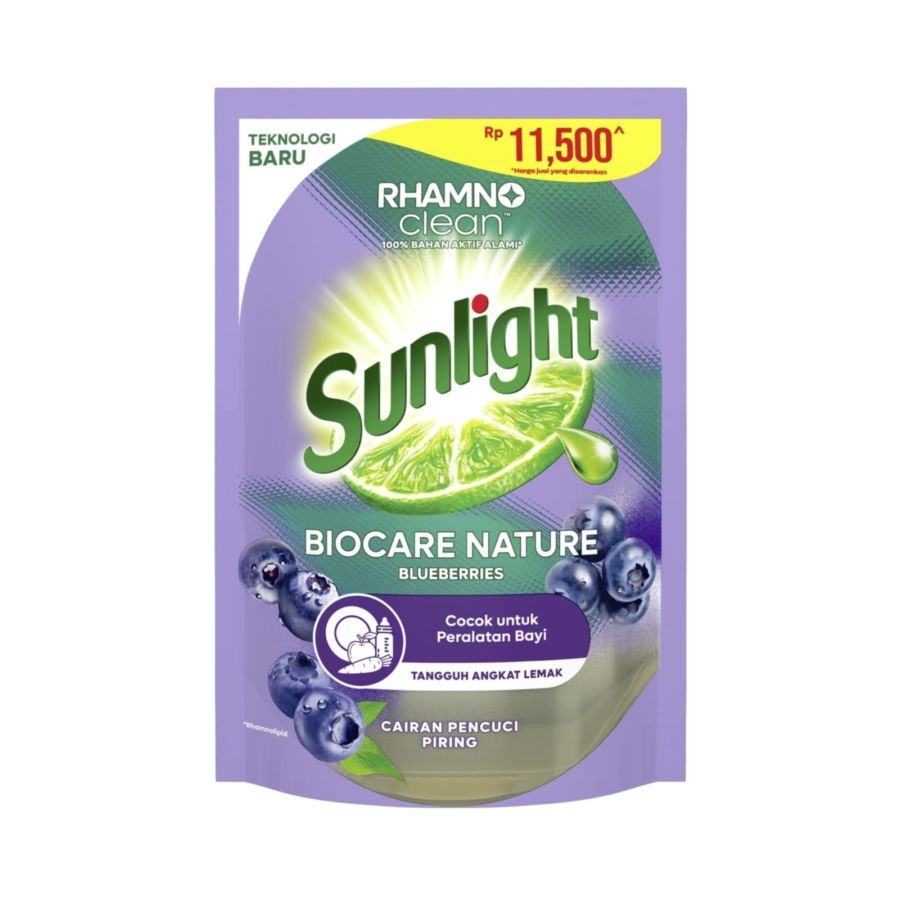 TEKNOLOGI
BARU
Rp 11,500^
*Harga jual yang disarankan
RHAMNO
clean™
100% BAHAN AKTIF ALAMI*
Sunlight
BIOCARE NATURE
BLUEBERRIES
Cocok untuk
Peralatan Bayi
TANGGUH ANGKAT LEMAK
*Rhamnolipid
CAIRAN PENCUCI
PIRING